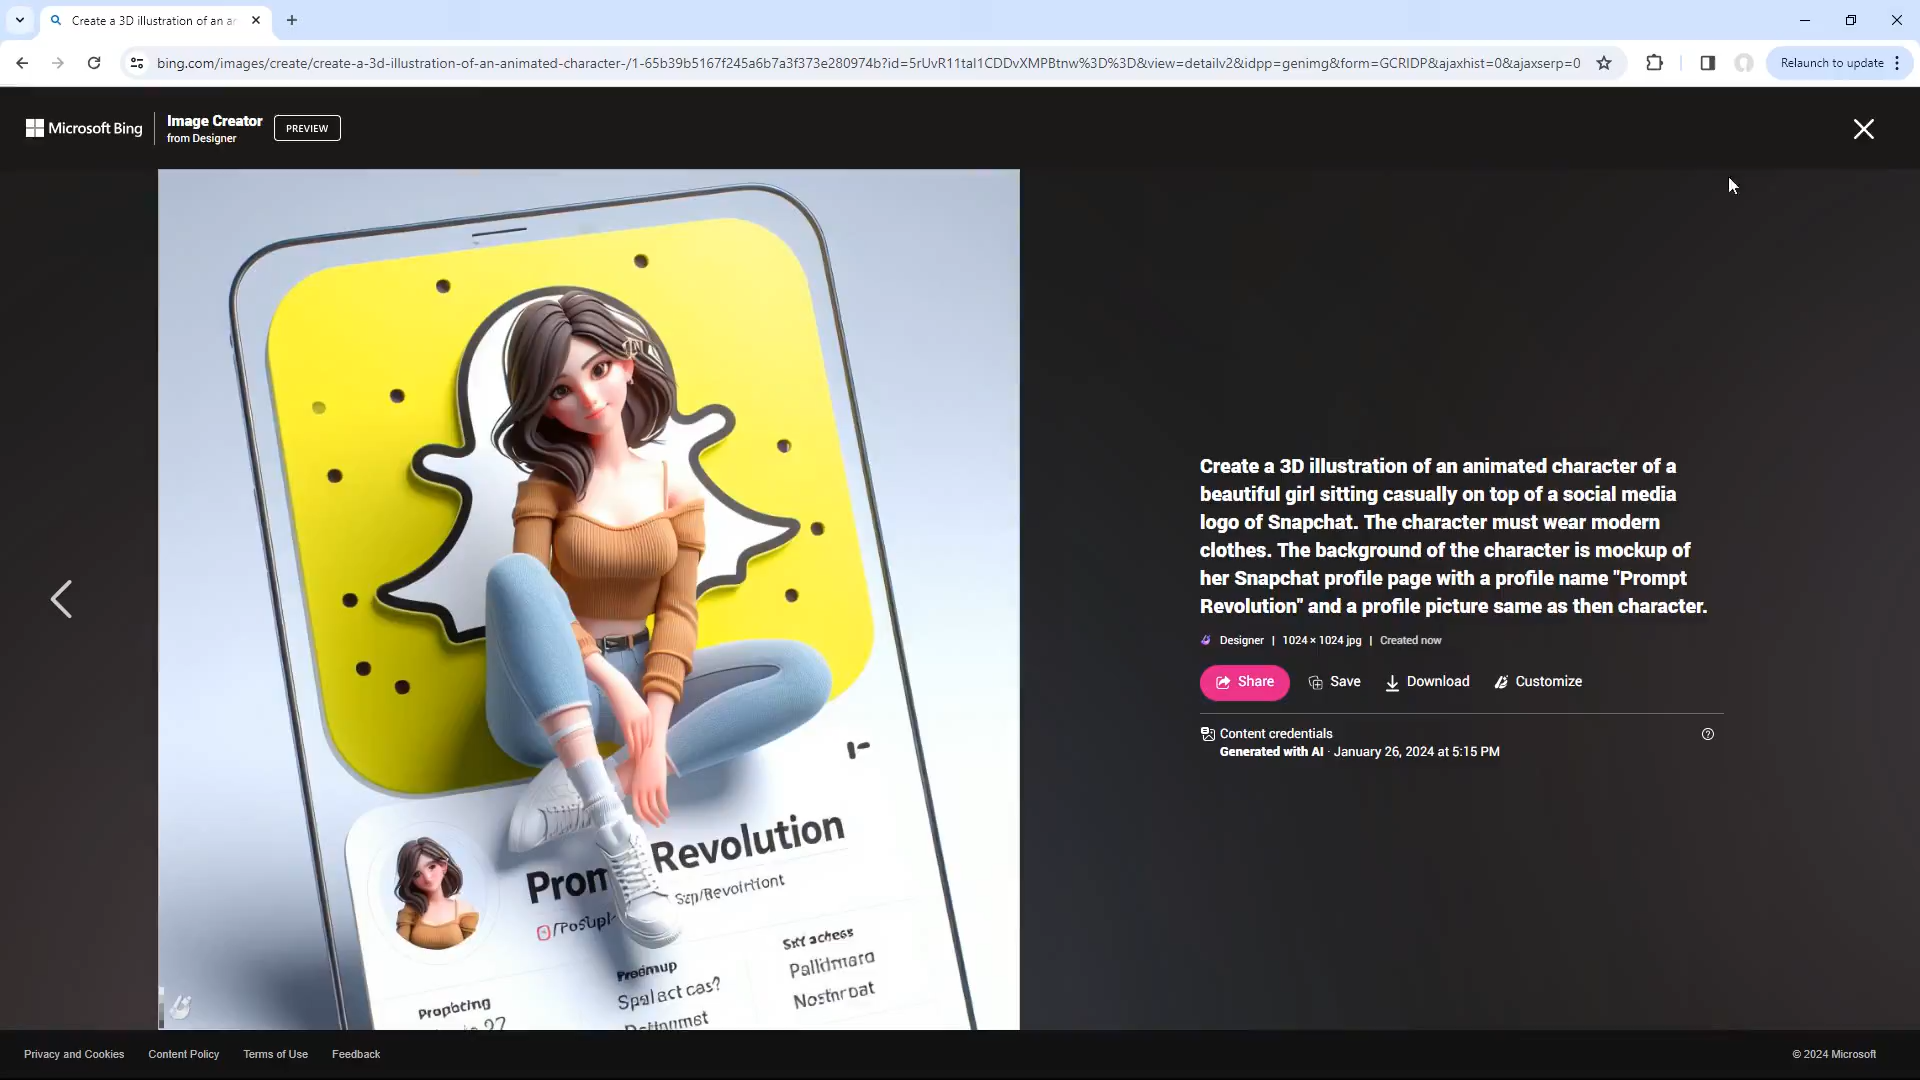 Create a 3D illustration of an ar
bing.com/images/create/create-a-3d-illustration-of-an-animated-character-/1-65b39b5167f245a6b7a3f373e280974b?id=5rUvR11taI1CDDvXMPBtnw%3D%3D&view=detailv2&idpp=genimg&form=GCRIDP&ajaxhist=0&ajaxserp=0
Relaunch to update
Microsoft Bing
Image Creator
from Designer
PREVIEW
Create a 3D illustration of an animated character of a
beautiful girl sitting casually on top of a social media
logo of Snapchat. The character must wear modern
clothes. The background of the character is mockup of
her Snapchat profile page with a profile name "Prompt
Revolution" and a profile picture same as then character.
Designer | 1024 × 1024 jpg | Created now
Share Save Download Customize
Content credentials
Generated with AI · January 26, 2024 at 5:15 PM
Prom Revolution
Privacy and Cookies Content Policy Terms of Use Feedback
© 2024 Microsoft